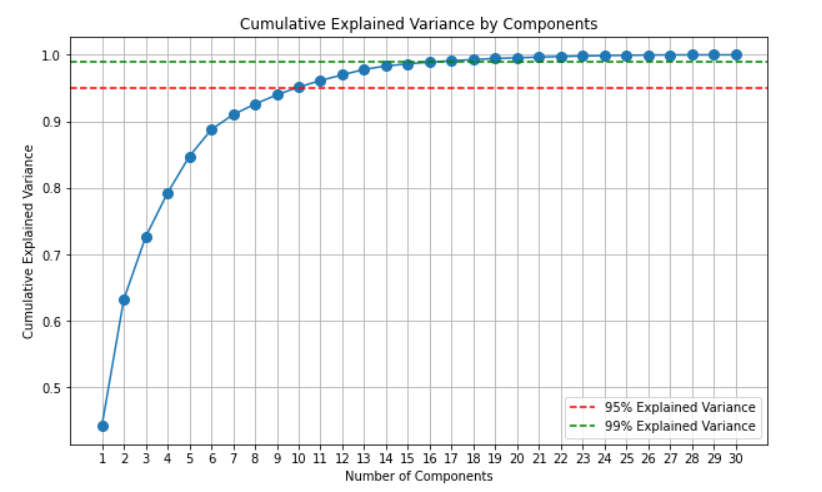 Cumulative Explained Variance by Components
Cumulative Explained Variance
1.0
0.9
0.8
0.7
0.6
0.5
95% Explained Variance
99% Explained Variance
1 2 3 4 5 6 7 8 9 10 11 12 13 14 15 16 17 18 19 20 21 22 23 24 25 26 27 28 29 30
Number of Components